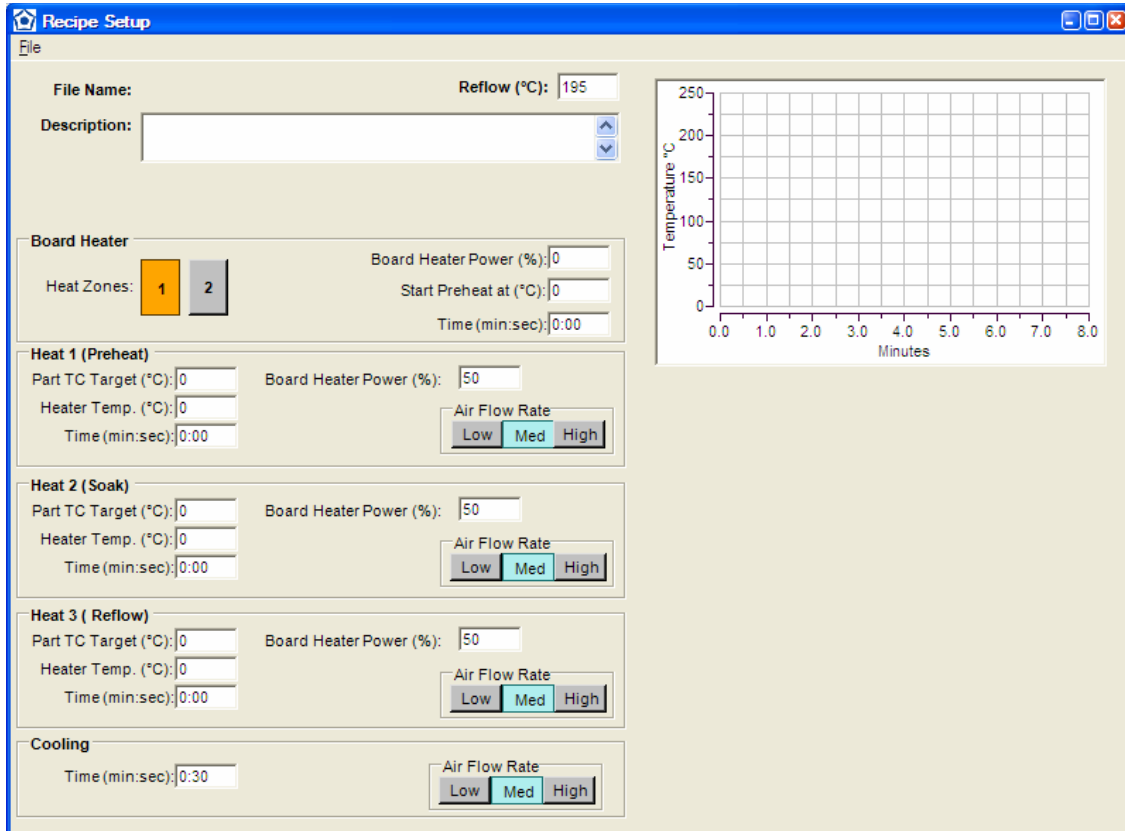 Recipe Setup
File
File Name:
Reflow (°C): 195
Description:
Board Heater
Heat Zones: 1 2
Board Heater Power (%): 0
Start Preheat at (°C): 0
Time (min:sec): 0:00
Heat 1 (Preheat)
Part TC Target (°C): 0
Board Heater Power (%): 50
Heater Temp. (°C): 0
Time (min:sec): 0:00
Air Flow Rate
Low Med High
Heat 2 (Soak)
Part TC Target (°C): 0
Board Heater Power (%): 50
Heater Temp. (°C): 0
Time (min:sec): 0:00
Air Flow Rate
Low Med High
Heat 3 ( Reflow)
Part TC Target (°C): 0
Board Heater Power (%): 50
Heater Temp. (°C): 0
Time (min:sec): 0:00
Air Flow Rate
Low Med High
Cooling
Time (min:sec): 0:30
Air Flow Rate
Low Med High
Temperature °C
250
200
150
100
50
0
0.0 1.0 2.0 3.0 4.0 5.0 6.0 7.0 8.0
Minutes